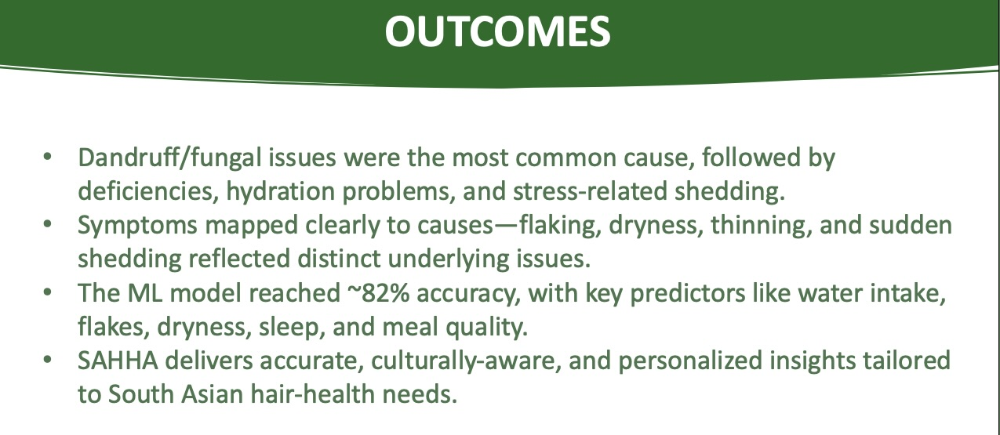 OUTCOMES
• Dandruff/fungal issues were the most common cause, followed by
deficiencies, hydration problems, and stress-related shedding.
• Symptoms mapped clearly to causes—flaking, dryness, thinning, and sudden
shedding reflected distinct underlying issues.
• The ML model reached ~82% accuracy, with key predictors like water intake,
flakes, dryness, sleep, and meal quality.
• SAHHA delivers accurate, culturally-aware, and personalized insights tailored
to South Asian hair-health needs.